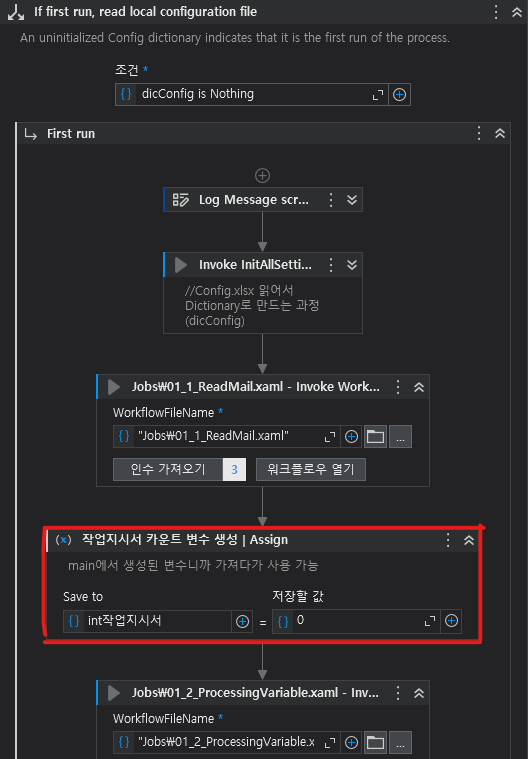 If first run, read local configuration file
An uninitialized Config dictionary indicates that it is the first run of the process.
조건 *
dicConfig is Nothing
First run
Log Message scr...
Invoke InitAllSetti...
//Config.xlsx 읽어서
Dictionary로 만드는 과정
(dicConfig)
Jobs₩01_1_ReadMail.xaml - Invoke Work...
WorkflowFileName *
"Jobs₩01_1_ReadMail.xaml"
...
인수 가져오기 3 워크플로우 열기
(x) 작업지시서 카운트 변수 생성 | Assign
main에서 생성된 변수니까 가져다가 사용 가능
Save to 저장할 값
int작업지시서 = 0
Jobs₩01_2_ProcessingVariable.xaml - Inv...
WorkflowFileName *
"Jobs₩01_2_ProcessingVariable.x
...